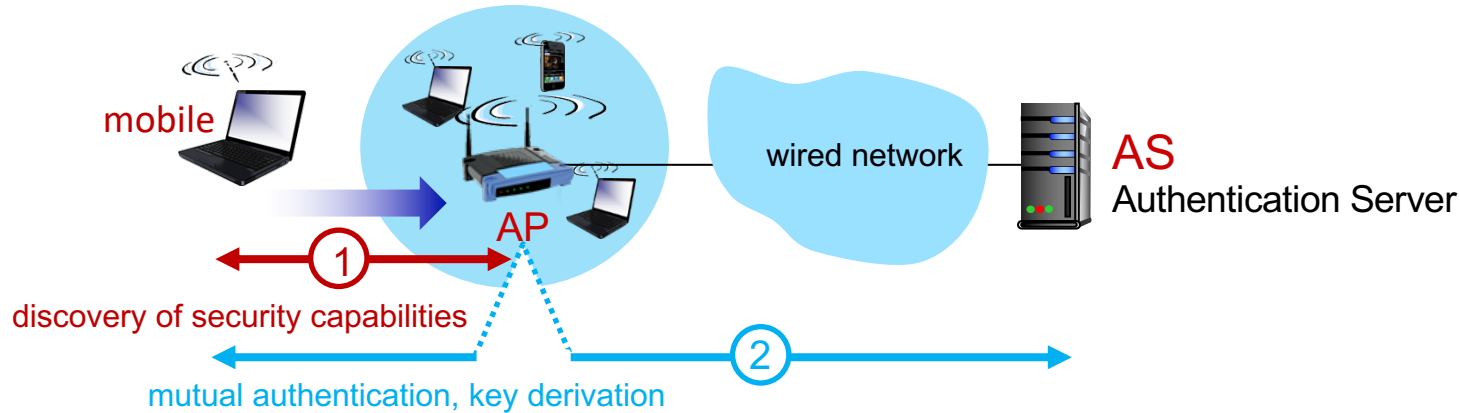 mobile
AP
wired network
AS
Authentication Server
1
discovery of security capabilities
2
mutual authentication, key derivation